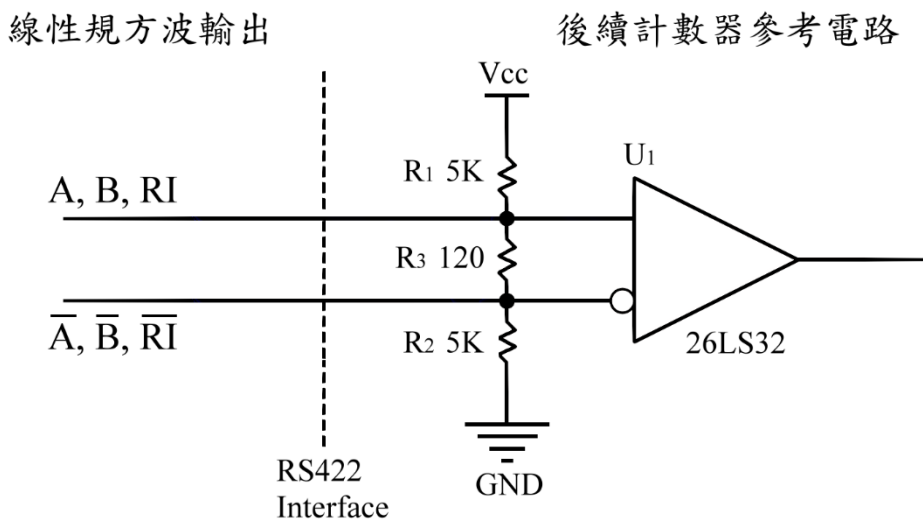 線性規方波輸出
後續計數器參考電路
Vcc
R1 5K
U1
A, B, RI
R3 120
A̅, B̅, R̅I̅
R2 5K
26LS32
RS422
Interface
GND